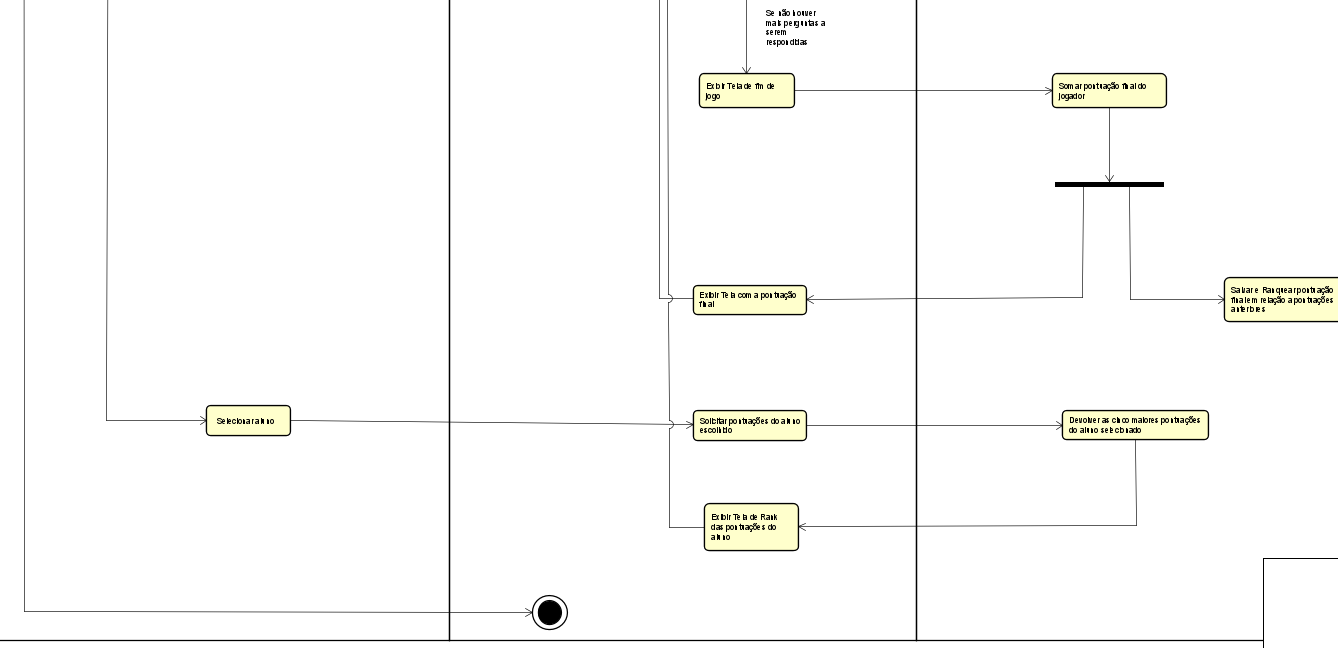 Se não houver
mais perguntas a
serem
respondidas
Exibir Tela de fim de
jogo
Somar pontuação final do
jogador
Exibir Tela com a pontuação
final
Salvar e Ranquear pontuação
final em relação a pontuações
anteriores
Selecionar aluno
Solicitar pontuações do aluno
escolhido
Devolver as cinco maiores pontuações
do aluno selecionado
Exibir Tela de Rank
das pontuações do
aluno